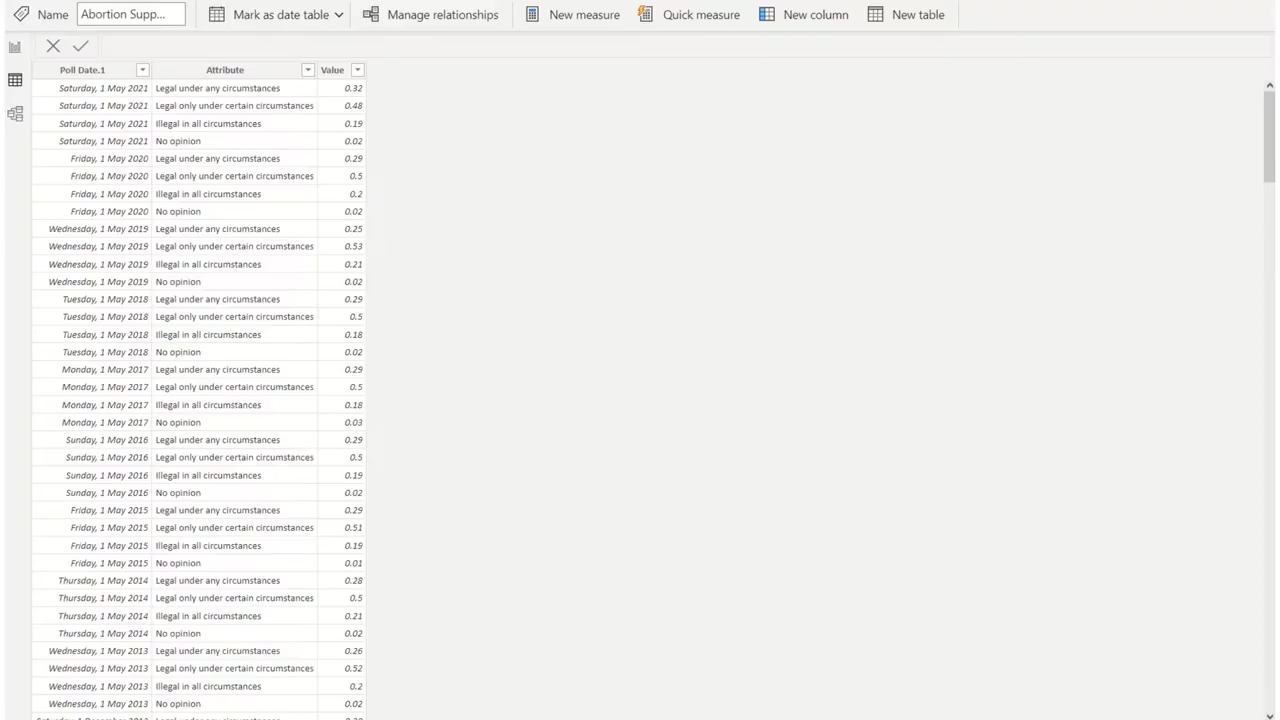 Name Abortion Supp... Mark as date table Manage relationships New measure Quick measure New column New table
Poll Date.1 Attribute Value
Saturday, 1 May 2021 Legal under any circumstances 0.32
Saturday, 1 May 2021 Legal only under certain circumstances 0.48
Saturday, 1 May 2021 Illegal in all circumstances 0.19
Saturday, 1 May 2021 No opinion 0.02
Friday, 1 May 2020 Legal under any circumstances 0.29
Friday, 1 May 2020 Legal only under certain circumstances 0.5
Friday, 1 May 2020 Illegal in all circumstances 0.2
Friday, 1 May 2020 No opinion 0.02
Wednesday, 1 May 2019 Legal under any circumstances 0.25
Wednesday, 1 May 2019 Legal only under certain circumstances 0.53
Wednesday, 1 May 2019 Illegal in all circumstances 0.21
Wednesday, 1 May 2019 No opinion 0.02
Tuesday, 1 May 2018 Legal under any circumstances 0.29
Tuesday, 1 May 2018 Legal only under certain circumstances 0.5
Tuesday, 1 May 2018 Illegal in all circumstances 0.18
Tuesday, 1 May 2018 No opinion 0.02
Monday, 1 May 2017 Legal under any circumstances 0.29
Monday, 1 May 2017 Legal only under certain circumstances 0.5
Monday, 1 May 2017 Illegal in all circumstances 0.18
Monday, 1 May 2017 No opinion 0.03
Sunday, 1 May 2016 Legal under any circumstances 0.29
Sunday, 1 May 2016 Legal only under certain circumstances 0.5
Sunday, 1 May 2016 Illegal in all circumstances 0.19
Sunday, 1 May 2016 No opinion 0.02
Friday, 1 May 2015 Legal under any circumstances 0.29
Friday, 1 May 2015 Legal only under certain circumstances 0.51
Friday, 1 May 2015 Illegal in all circumstances 0.19
Friday, 1 May 2015 No opinion 0.01
Thursday, 1 May 2014 Legal under any circumstances 0.28
Thursday, 1 May 2014 Legal only under certain circumstances 0.5
Thursday, 1 May 2014 Illegal in all circumstances 0.21
Thursday, 1 May 2014 No opinion 0.02
Wednesday, 1 May 2013 Legal under any circumstances 0.26
Wednesday, 1 May 2013 Legal only under certain circumstances 0.52
Wednesday, 1 May 2013 Illegal in all circumstances 0.2
Wednesday, 1 May 2013 No opinion 0.02